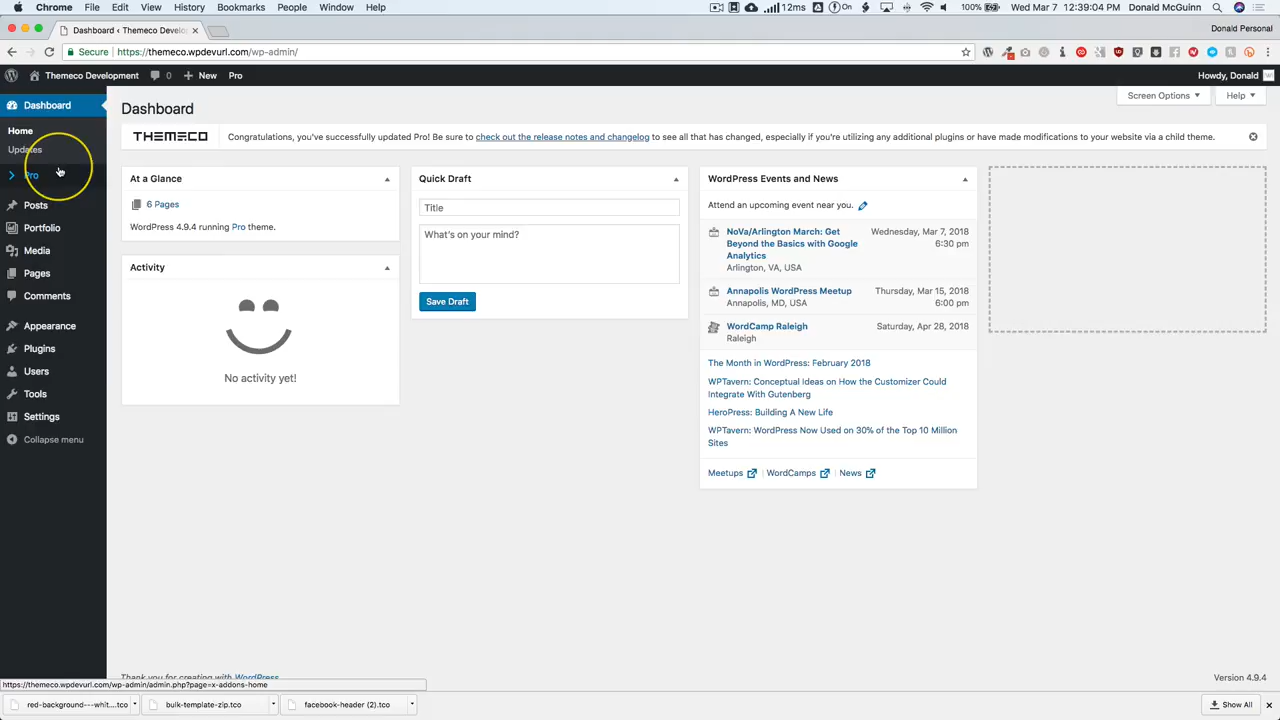 Chrome File Edit View History Bookmarks People Window Help 12ms On 100% Wed Mar 7 12:39:04 PM Donald McGuinn
Dashboard ‹ Themeco Develo × Donald Personal
Secure https://themeco.wpdevurl.com/wp-admin/
Themeco Development 0 New Pro Howdy, Donald
Screen Options Help
Dashboard
Home
Updates
Pro
Posts
Portfolio
Media
Pages
Comments
Appearance
Plugins
Users
Tools
Settings
Collapse menu
Dashboard
THEMECO Congratulations, you've successfully updated Pro! Be sure to check out the release notes and changelog to see all that has changed, especially if you're utilizing any additional plugins or have made modifications to your website via a child theme.
At a Glance
6 Pages
WordPress 4.9.4 running Pro theme.
Activity
No activity yet!
Quick Draft
Title
What's on your mind?
Save Draft
WordPress Events and News
Attend an upcoming event near you.
NoVa/Arlington March: Get Wednesday, Mar 7, 2018
Beyond the Basics with Google 6:30 pm
Analytics
Arlington, VA, USA
Annapolis WordPress Meetup Thursday, Mar 15, 2018
Annapolis, MD, USA 6:00 pm
WordCamp Raleigh Saturday, Apr 28, 2018
Raleigh
The Month in WordPress: February 2018
WPTavern: Conceptual Ideas on How the Customizer Could
Integrate With Gutenberg
HeroPress: Building A New Life
WPTavern: WordPress Now Used on 30% of the Top 10 Million
Sites
Meetups WordCamps News
Thank you for creating with WordPress Version 4.9.4
https://themeco.wpdevurl.com/wp-admin/admin.php?page=x-addons-home
red-background---whit....tco bulk-template-zip.tco facebook-header (2).tco Show All